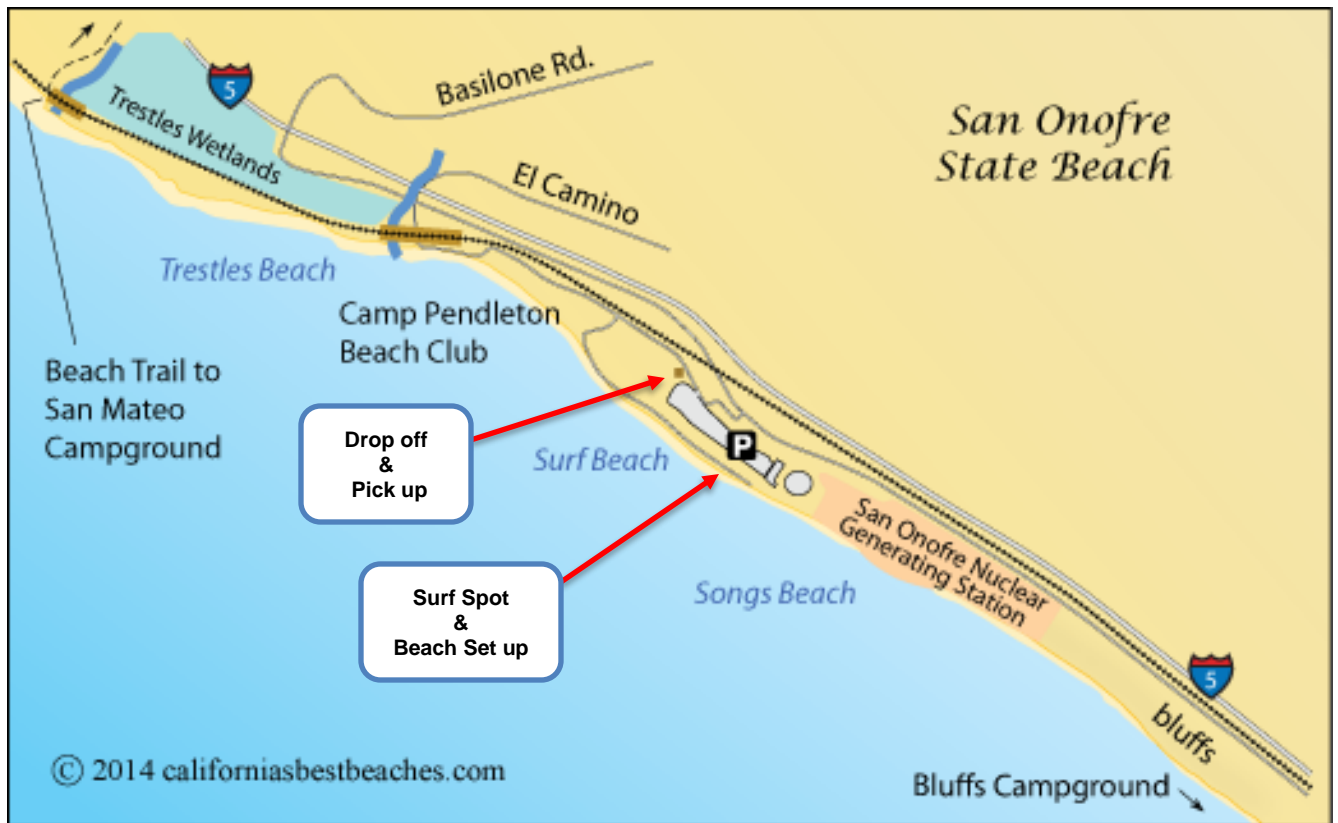 5
Basilone Rd.
Trestles Wetlands
San Onofre
State Beach
El Camino
Trestles Beach
Camp Pendleton
Beach Club
Beach Trail to
San Mateo
Campground
Drop off
&
Pick up
P
Surf Beach
San Onofre Nuclear
Generating Station
Surf Spot
&
Beach Set up
Songs Beach
5
bluffs
© 2014 californiasbestbeaches.com
Bluffs Campground